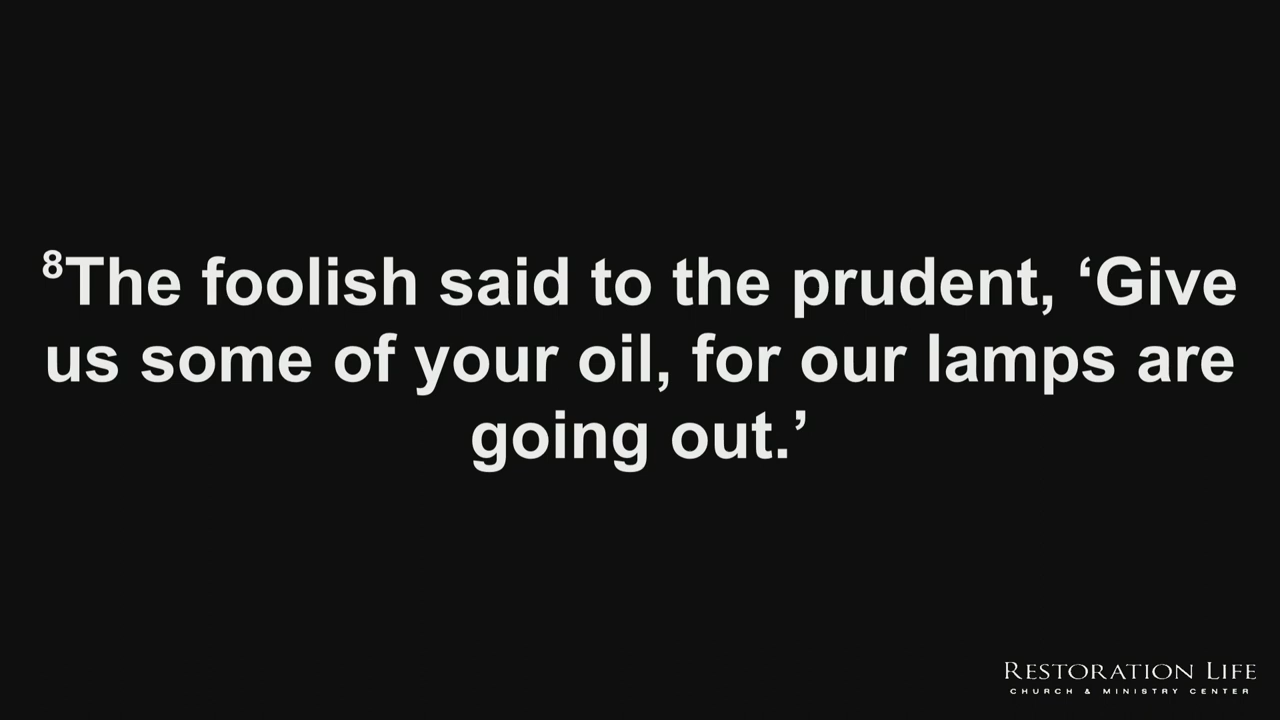 ⁸The foolish said to the prudent, ‘Give
us some of your oil, for our lamps are
going out.’
RESTORATION LIFE
CHURCH & MINISTRY CENTER